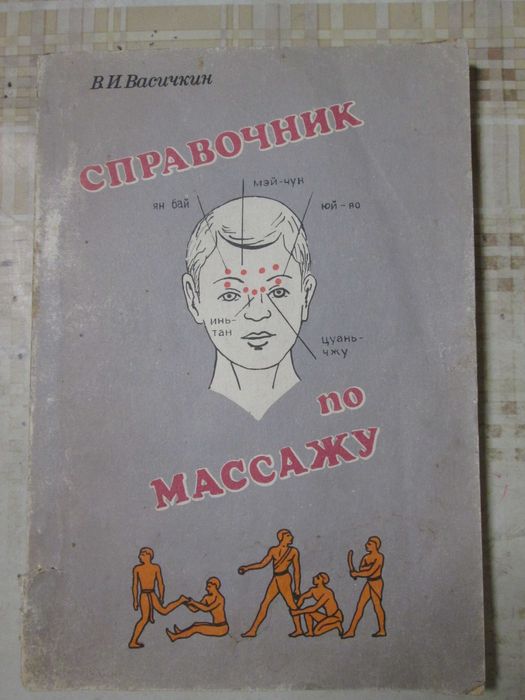 В.И.Васичкин
СПРАВОЧНИК
мэй-чун
ян бай
юй-яо
инь-
тан
цуань-
чжу
по
МАССАЖУ